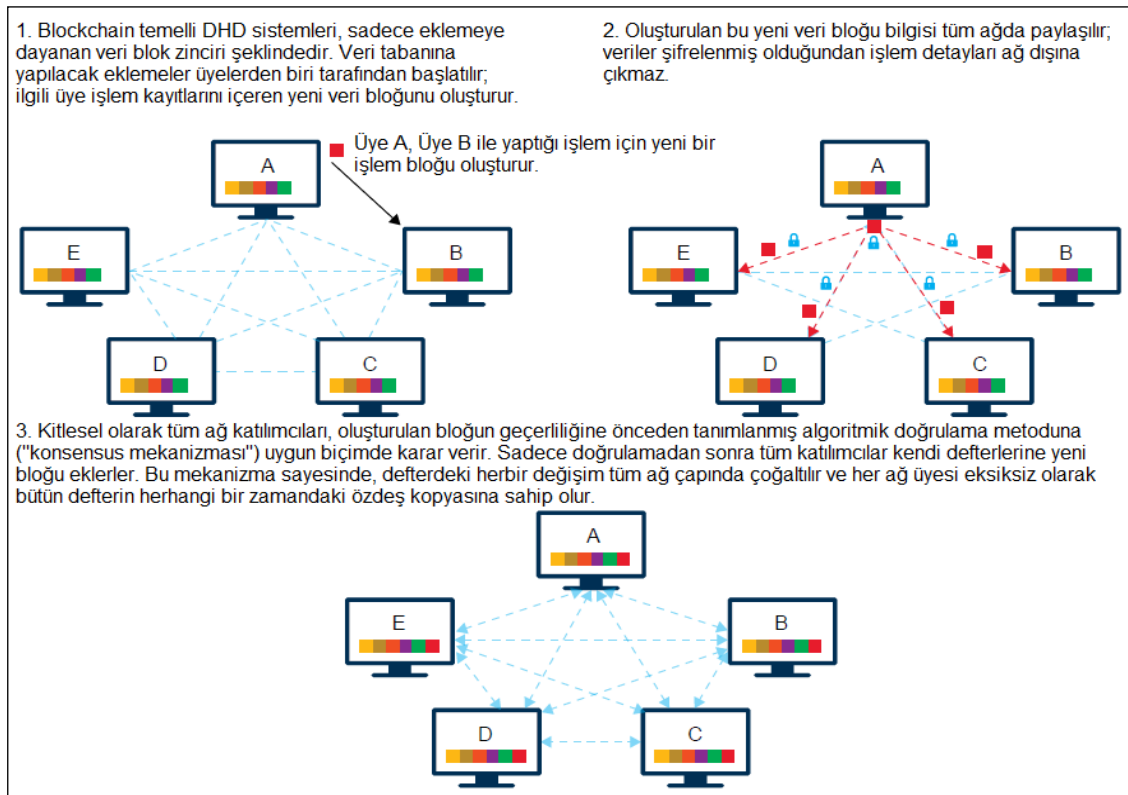 1. Blockchain temelli DHD sistemleri, sadece eklemeye
dayanan veri blok zinciri şeklindedir. Veri tabanına
yapılacak eklemeler üyelerden biri tarafından başlatılır;
ilgili üye işlem kayıtlarını içeren yeni veri bloğunu oluşturur.
2. Oluşturulan bu yeni veri bloğu bilgisi tüm ağda paylaşılır;
veriler şifrelenmiş olduğundan işlem detayları ağ dışına
çıkmaz.
Üye A, Üye B ile yaptığı işlem için yeni bir
işlem bloğu oluşturur.
A
E
B
D
C
A
E
B
D
C
3. Kitlesel olarak tüm ağ katılımcıları, oluşturulan bloğun geçerliliğine önceden tanımlanmış algoritmik doğrulama metoduna
("konsensus mekanizması") uygun biçimde karar verir. Sadece doğrulamadan sonra tüm katılımcılar kendi defterlerine yeni
bloğu eklerler. Bu mekanizma sayesinde, defterdeki herbir değişim tüm ağ çapında çoğaltılır ve her ağ üyesi eksiksiz olarak
bütün defterin herhangi bir zamandaki özdeş kopyasına sahip olur.
A
E
B
D
C